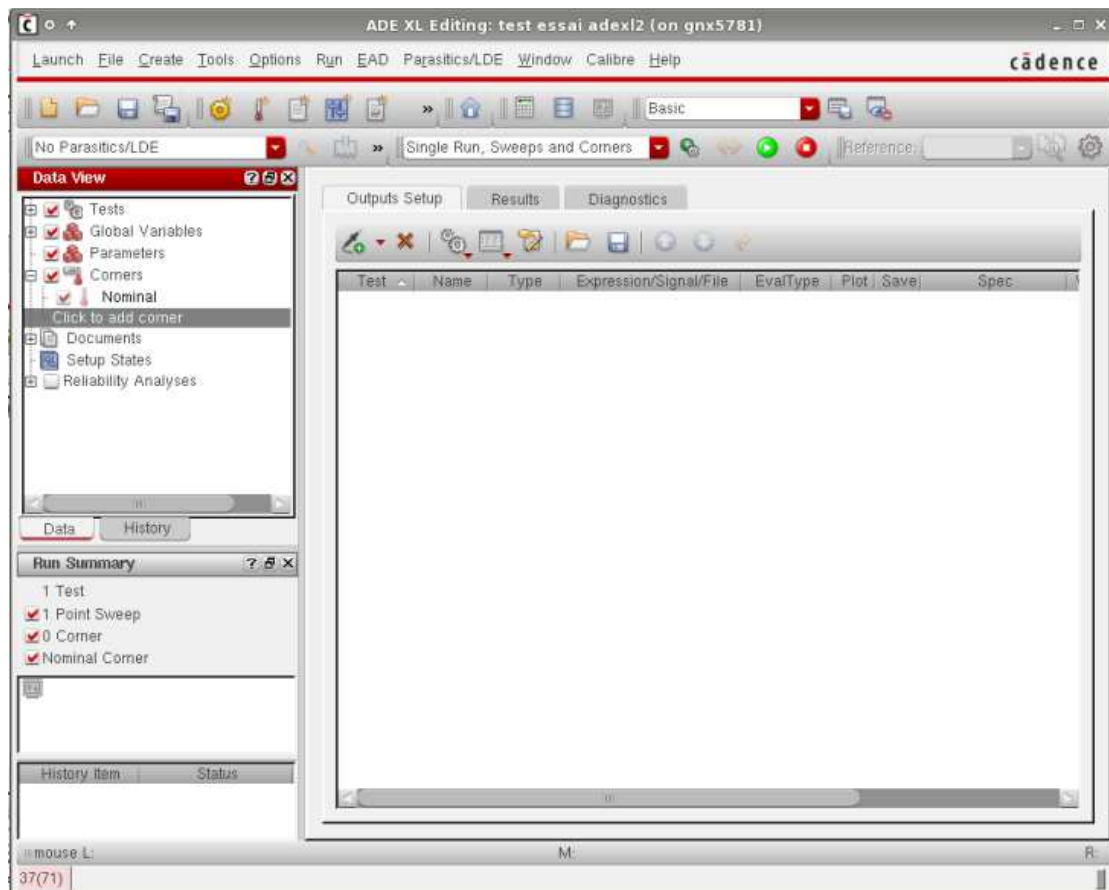 ADE XL Editing: test essai adexl2 (on gnx5781)
Launch File Create Tools Options Run EAD Parasitics/LDE Window Calibre Help
cādence
» Basic
No Parasitics/LDE » Single Run, Sweeps and Corners Reference:
Data View
Tests
Global Variables
Parameters
Corners
Nominal
Click to add corner
Documents
Setup States
Reliability Analyses
Data History
Run Summary
1 Test
1 Point Sweep
0 Corner
Nominal Corner
History Item Status
Outputs Setup Results Diagnostics
Test Name Type Expression/Signal/File EvalType Plot Save Spec
mouse L: M: R:
37(71)